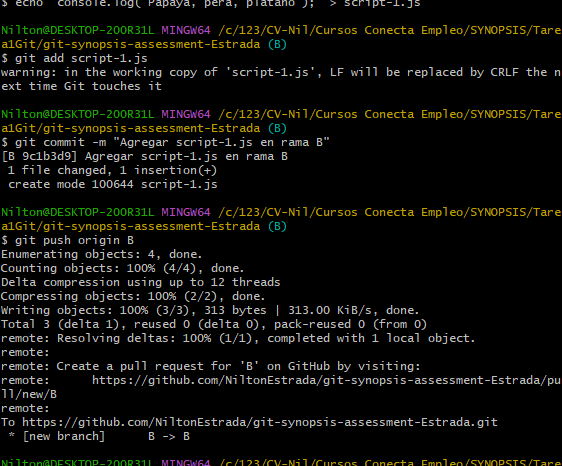 $ echo "console.log('Papaya, pera, platano');" > script-1.js
Nilton@DESKTOP-2OOR31L MINGW64 /c/123/CV-Nil/Cursos Conecta Empleo/SYNOPSIS/Tare
a1Git/git-synopsis-assessment-Estrada (B)
$ git add script-1.js
warning: in the working copy of 'script-1.js', LF will be replaced by CRLF the n
ext time Git touches it
Nilton@DESKTOP-2OOR31L MINGW64 /c/123/CV-Nil/Cursos Conecta Empleo/SYNOPSIS/Tare
a1Git/git-synopsis-assessment-Estrada (B)
$ git commit -m "Agregar script-1.js en rama B"
[B 9c1b3d9] Agregar script-1.js en rama B
 1 file changed, 1 insertion(+)
 create mode 100644 script-1.js
Nilton@DESKTOP-2OOR31L MINGW64 /c/123/CV-Nil/Cursos Conecta Empleo/SYNOPSIS/Tare
a1Git/git-synopsis-assessment-Estrada (B)
$ git push origin B
Enumerating objects: 4, done.
Counting objects: 100% (4/4), done.
Delta compression using up to 12 threads
Compressing objects: 100% (2/2), done.
Writing objects: 100% (3/3), 313 bytes | 313.00 KiB/s, done.
Total 3 (delta 1), reused 0 (delta 0), pack-reused 0 (from 0)
remote: Resolving deltas: 100% (1/1), completed with 1 local object.
remote:
remote: Create a pull request for 'B' on GitHub by visiting:
remote:      https://github.com/NiltonEstrada/git-synopsis-assessment-Estrada/pu
ll/new/B
remote:
To https://github.com/NiltonEstrada/git-synopsis-assessment-Estrada.git
 * [new branch]      B -> B
Nilton@DESKTOP-2OOR31L MINGW64 /c/123/CV-Nil/Cursos Conecta Empleo/SYNOPSIS/Tare